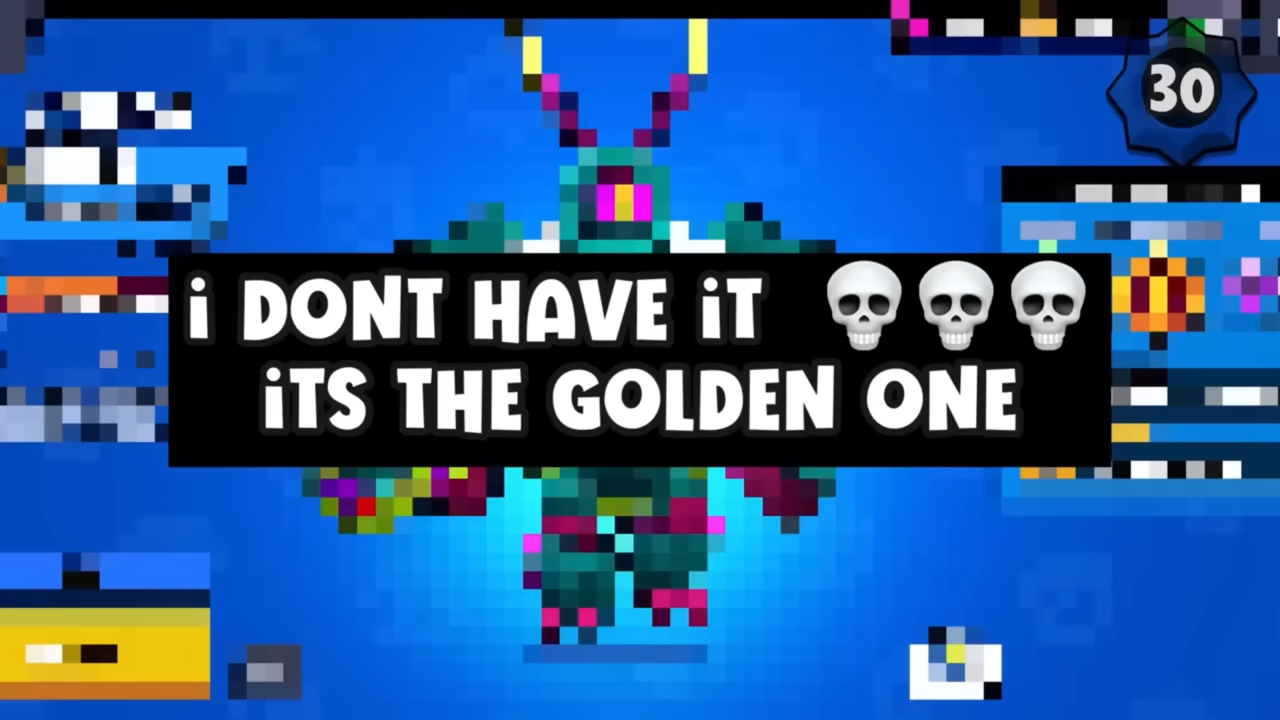 30
i DONT HAVE iT 💀💀💀
iTS THE GOLDEN ONE